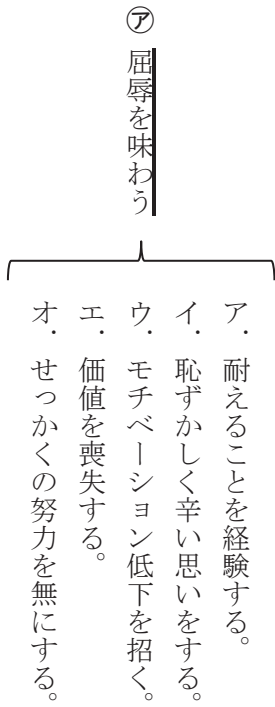 ㋐ 屈辱を味わう
ア．耐えることを経験する。
イ．恥ずかしく辛い思いをする。
ウ．モチベーション低下を招く。
エ．価値を喪失する。
オ．せっかくの努力を無にする。